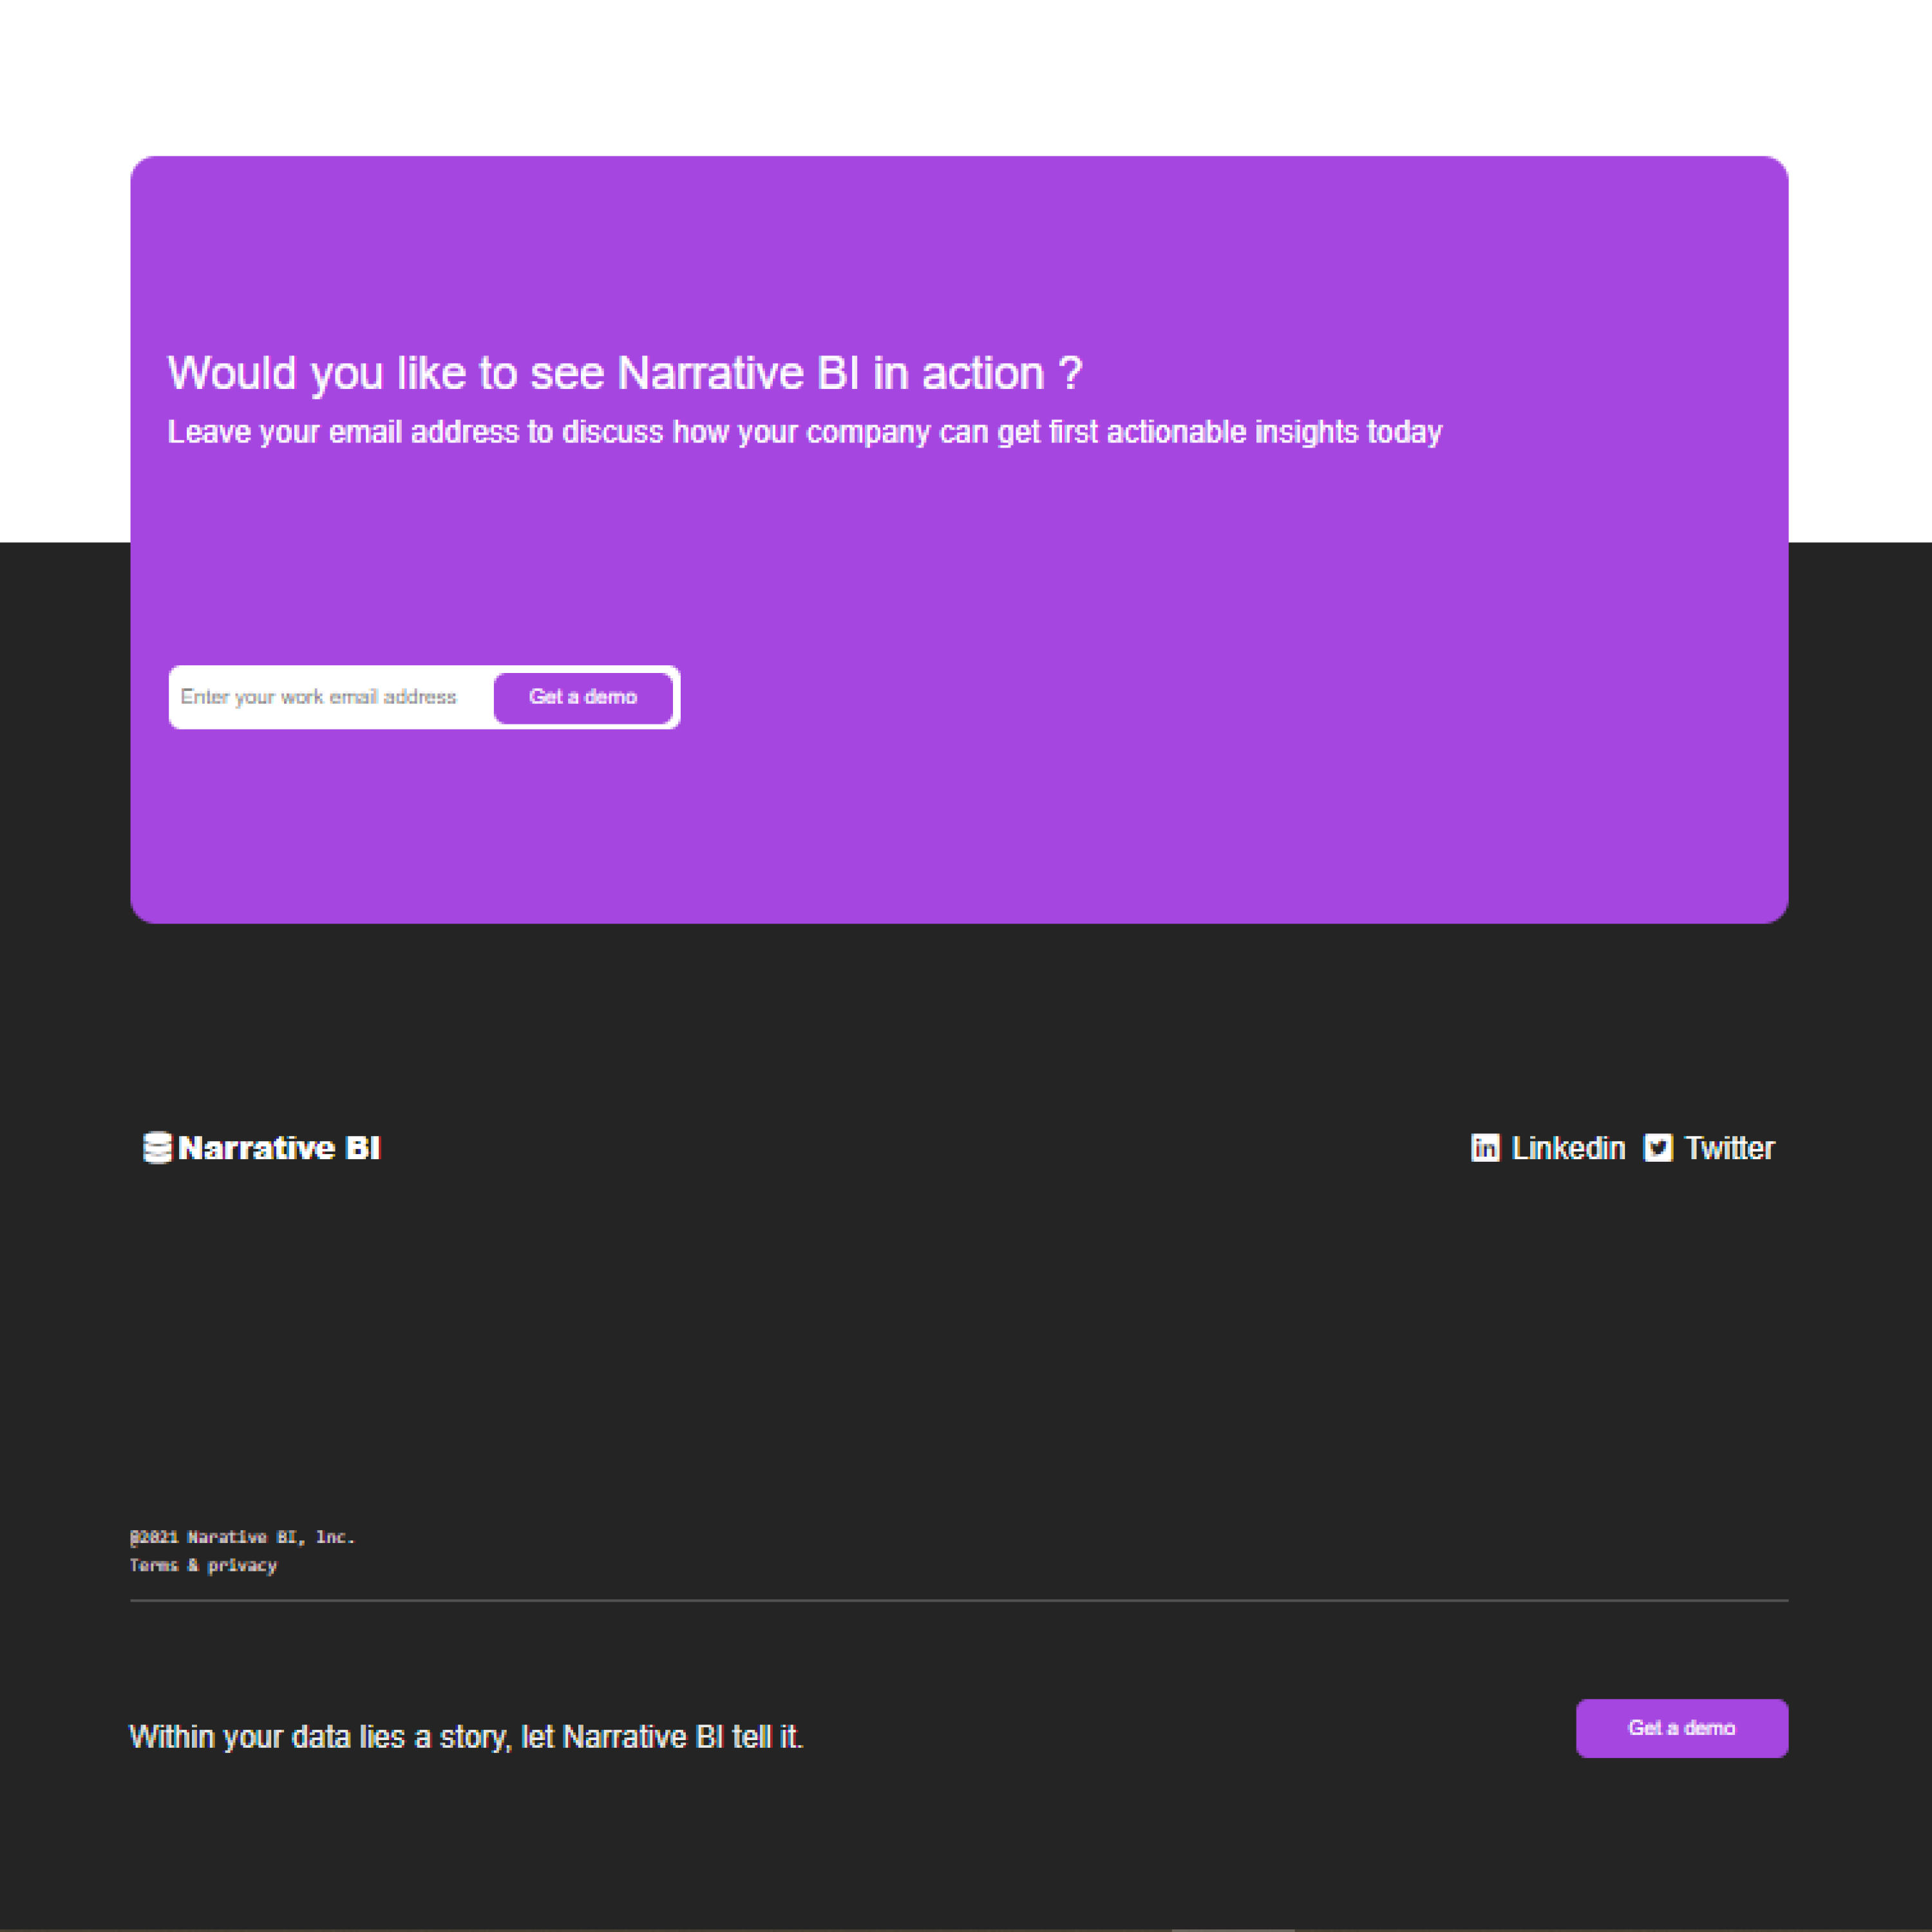 Would you like to see Narrative BI in action ?
Leave your email address to discuss how your company can get first actionable insights today
Enter your work email address
Get a demo
Narrative BI
in Linkedin Twitter
@2021 Narative BI, lnc.
Terms & privacy
Within your data lies a story, let Narrative BI tell it.
Get a demo